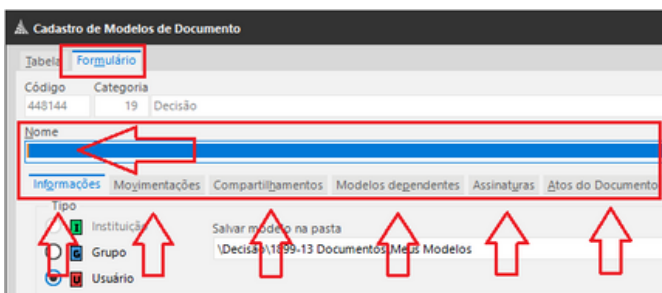 Cadastro de Modelos de Documento
Tabela Formulário
Código Categoria
448144 19 Decisão
Nome
Informações Movimentações Compartilhamentos Modelos dependentes Assinaturas Atos do Documento
Tipo
I Instituição Salvar modelo na pasta
G Grupo \Decisão\1899-13 Documentos\Meus Modelos
U Usuário